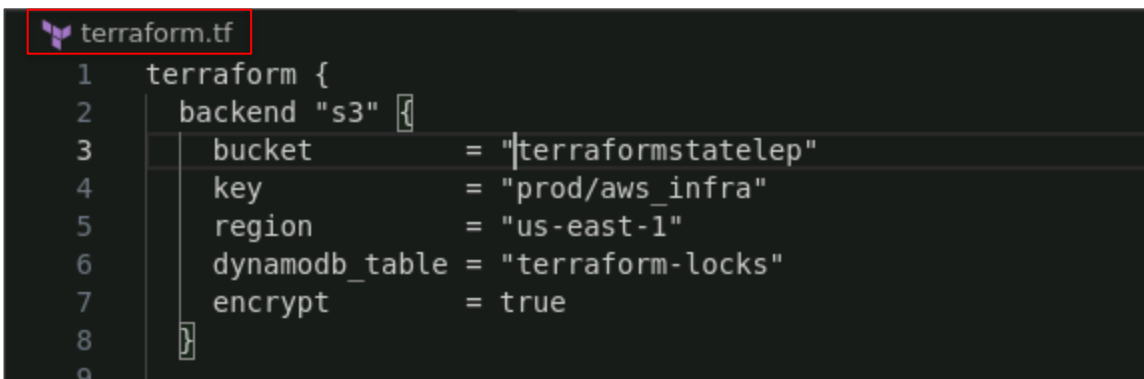 terraform.tf
1 terraform {
2   backend "s3" {
3     bucket         = "terraformstatelep"
4     key            = "prod/aws_infra"
5     region         = "us-east-1"
6     dynamodb_table = "terraform-locks"
7     encrypt        = true
8   }
9